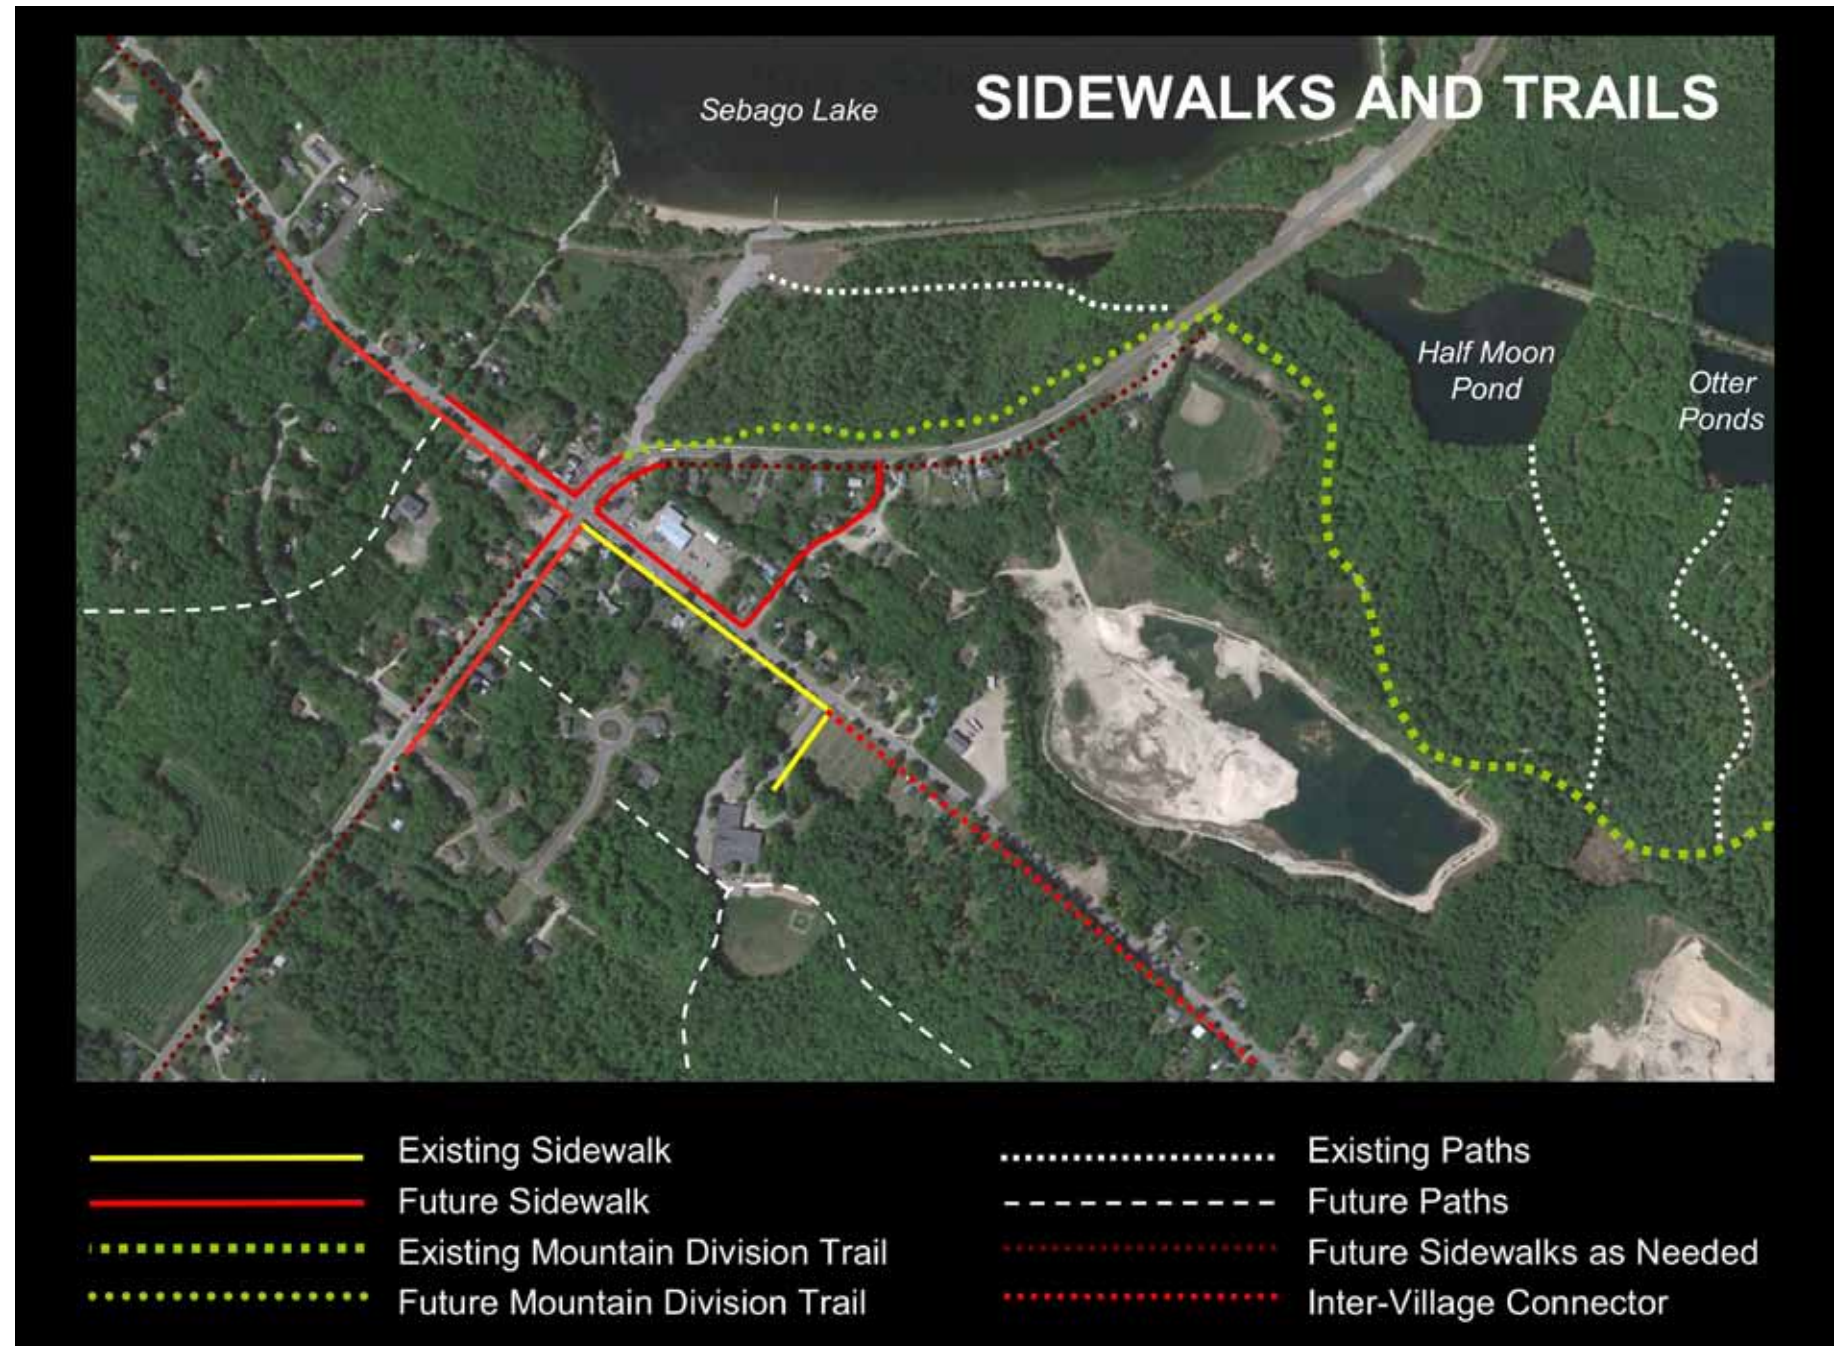 SIDEWALKS AND TRAILS
Sebago Lake
Half Moon
Pond
Otter
Ponds
Existing Sidewalk
Future Sidewalk
Existing Mountain Division Trail
Future Mountain Division Trail
Existing Paths
Future Paths
Future Sidewalks as Needed
Inter-Village Connector